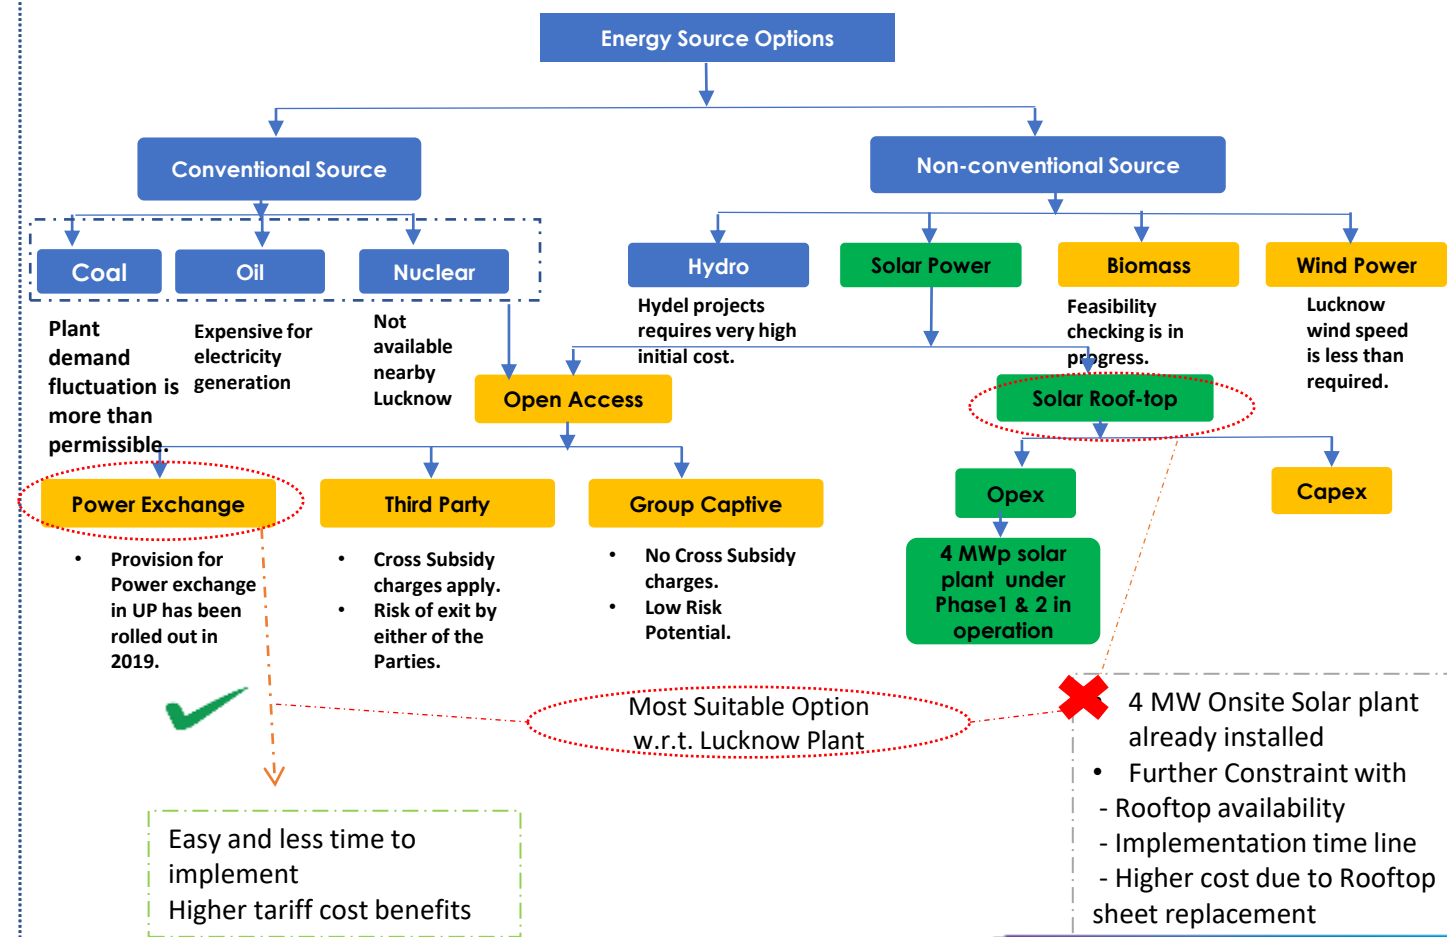 Energy Source Options
Conventional Source
Non-conventional Source
Coal
Oil
Nuclear
Hydro
Solar Power
Biomass
Wind Power
Plant
demand
fluctuation is
more than
permissible.
Expensive for
electricity
generation
Not
available
nearby
Lucknow
Hydel projects
requires very high
initial cost.
Feasibility
checking is in
progress.
Lucknow
wind speed
is less than
required.
Open Access
Solar Roof-top
Power Exchange
Third Party
Group Captive
Opex
Capex
• Provision for
Power exchange
in UP has been
rolled out in
2019.
• Cross Subsidy
charges apply.
• Risk of exit by
either of the
Parties.
• No Cross Subsidy
charges.
• Low Risk
Potential.
4 MWp solar
plant under
Phase1 & 2 in
operation
Most Suitable Option
w.r.t. Lucknow Plant
4 MW Onsite Solar plant
already installed
• Further Constraint with
- Rooftop availability
- Implementation time line
- Higher cost due to Rooftop
sheet replacement
Easy and less time to
implement
Higher tariff cost benefits